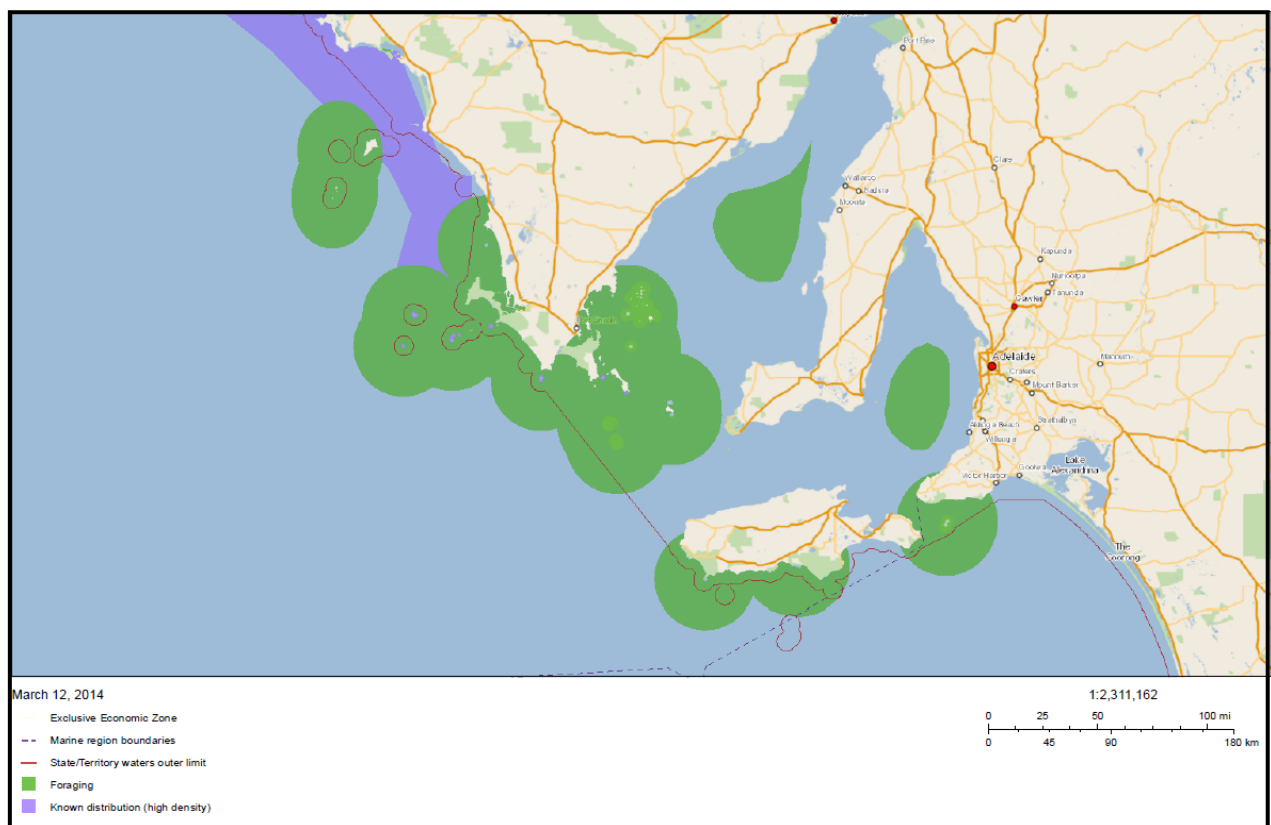 Port Pirie
Clare
Wallaroo
Kadina
Moonta
Kapunda
Nuriootpa
Tanunda
Gawler
Adelaide
Mannum
Crafers
Mount Barker
Strathalbyn
Aldinga Beach
Willunga
Lake
Alexandrina
Victor Harbor
Goolwa
The
Coorong
March 12, 2014
1:2,311,162
Exclusive Economic Zone
Marine region boundaries
State/Territory waters outer limit
Foraging
Known distribution (high density)
0 25 50 100 mi
0 45 90 180 km